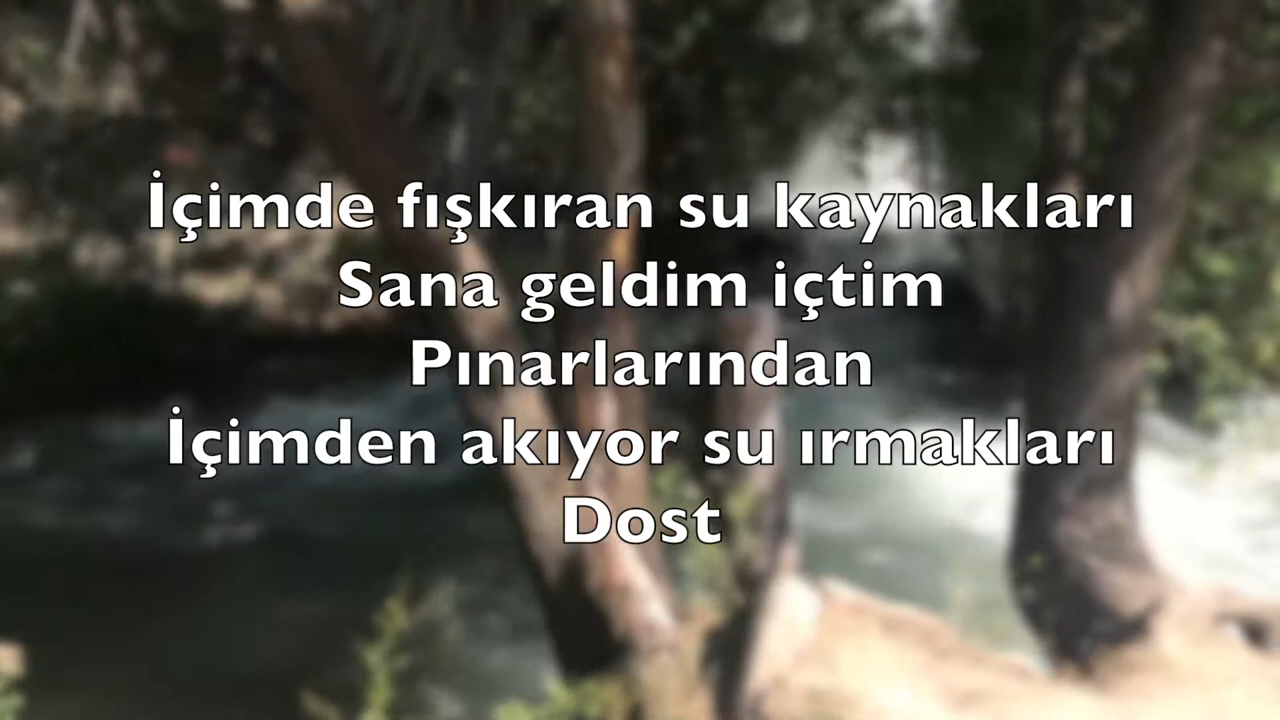 İçimde fışkıran su kaynakları
Sana geldim içtim
Pınarlarından
İçimden akıyor su ırmakları
Dost